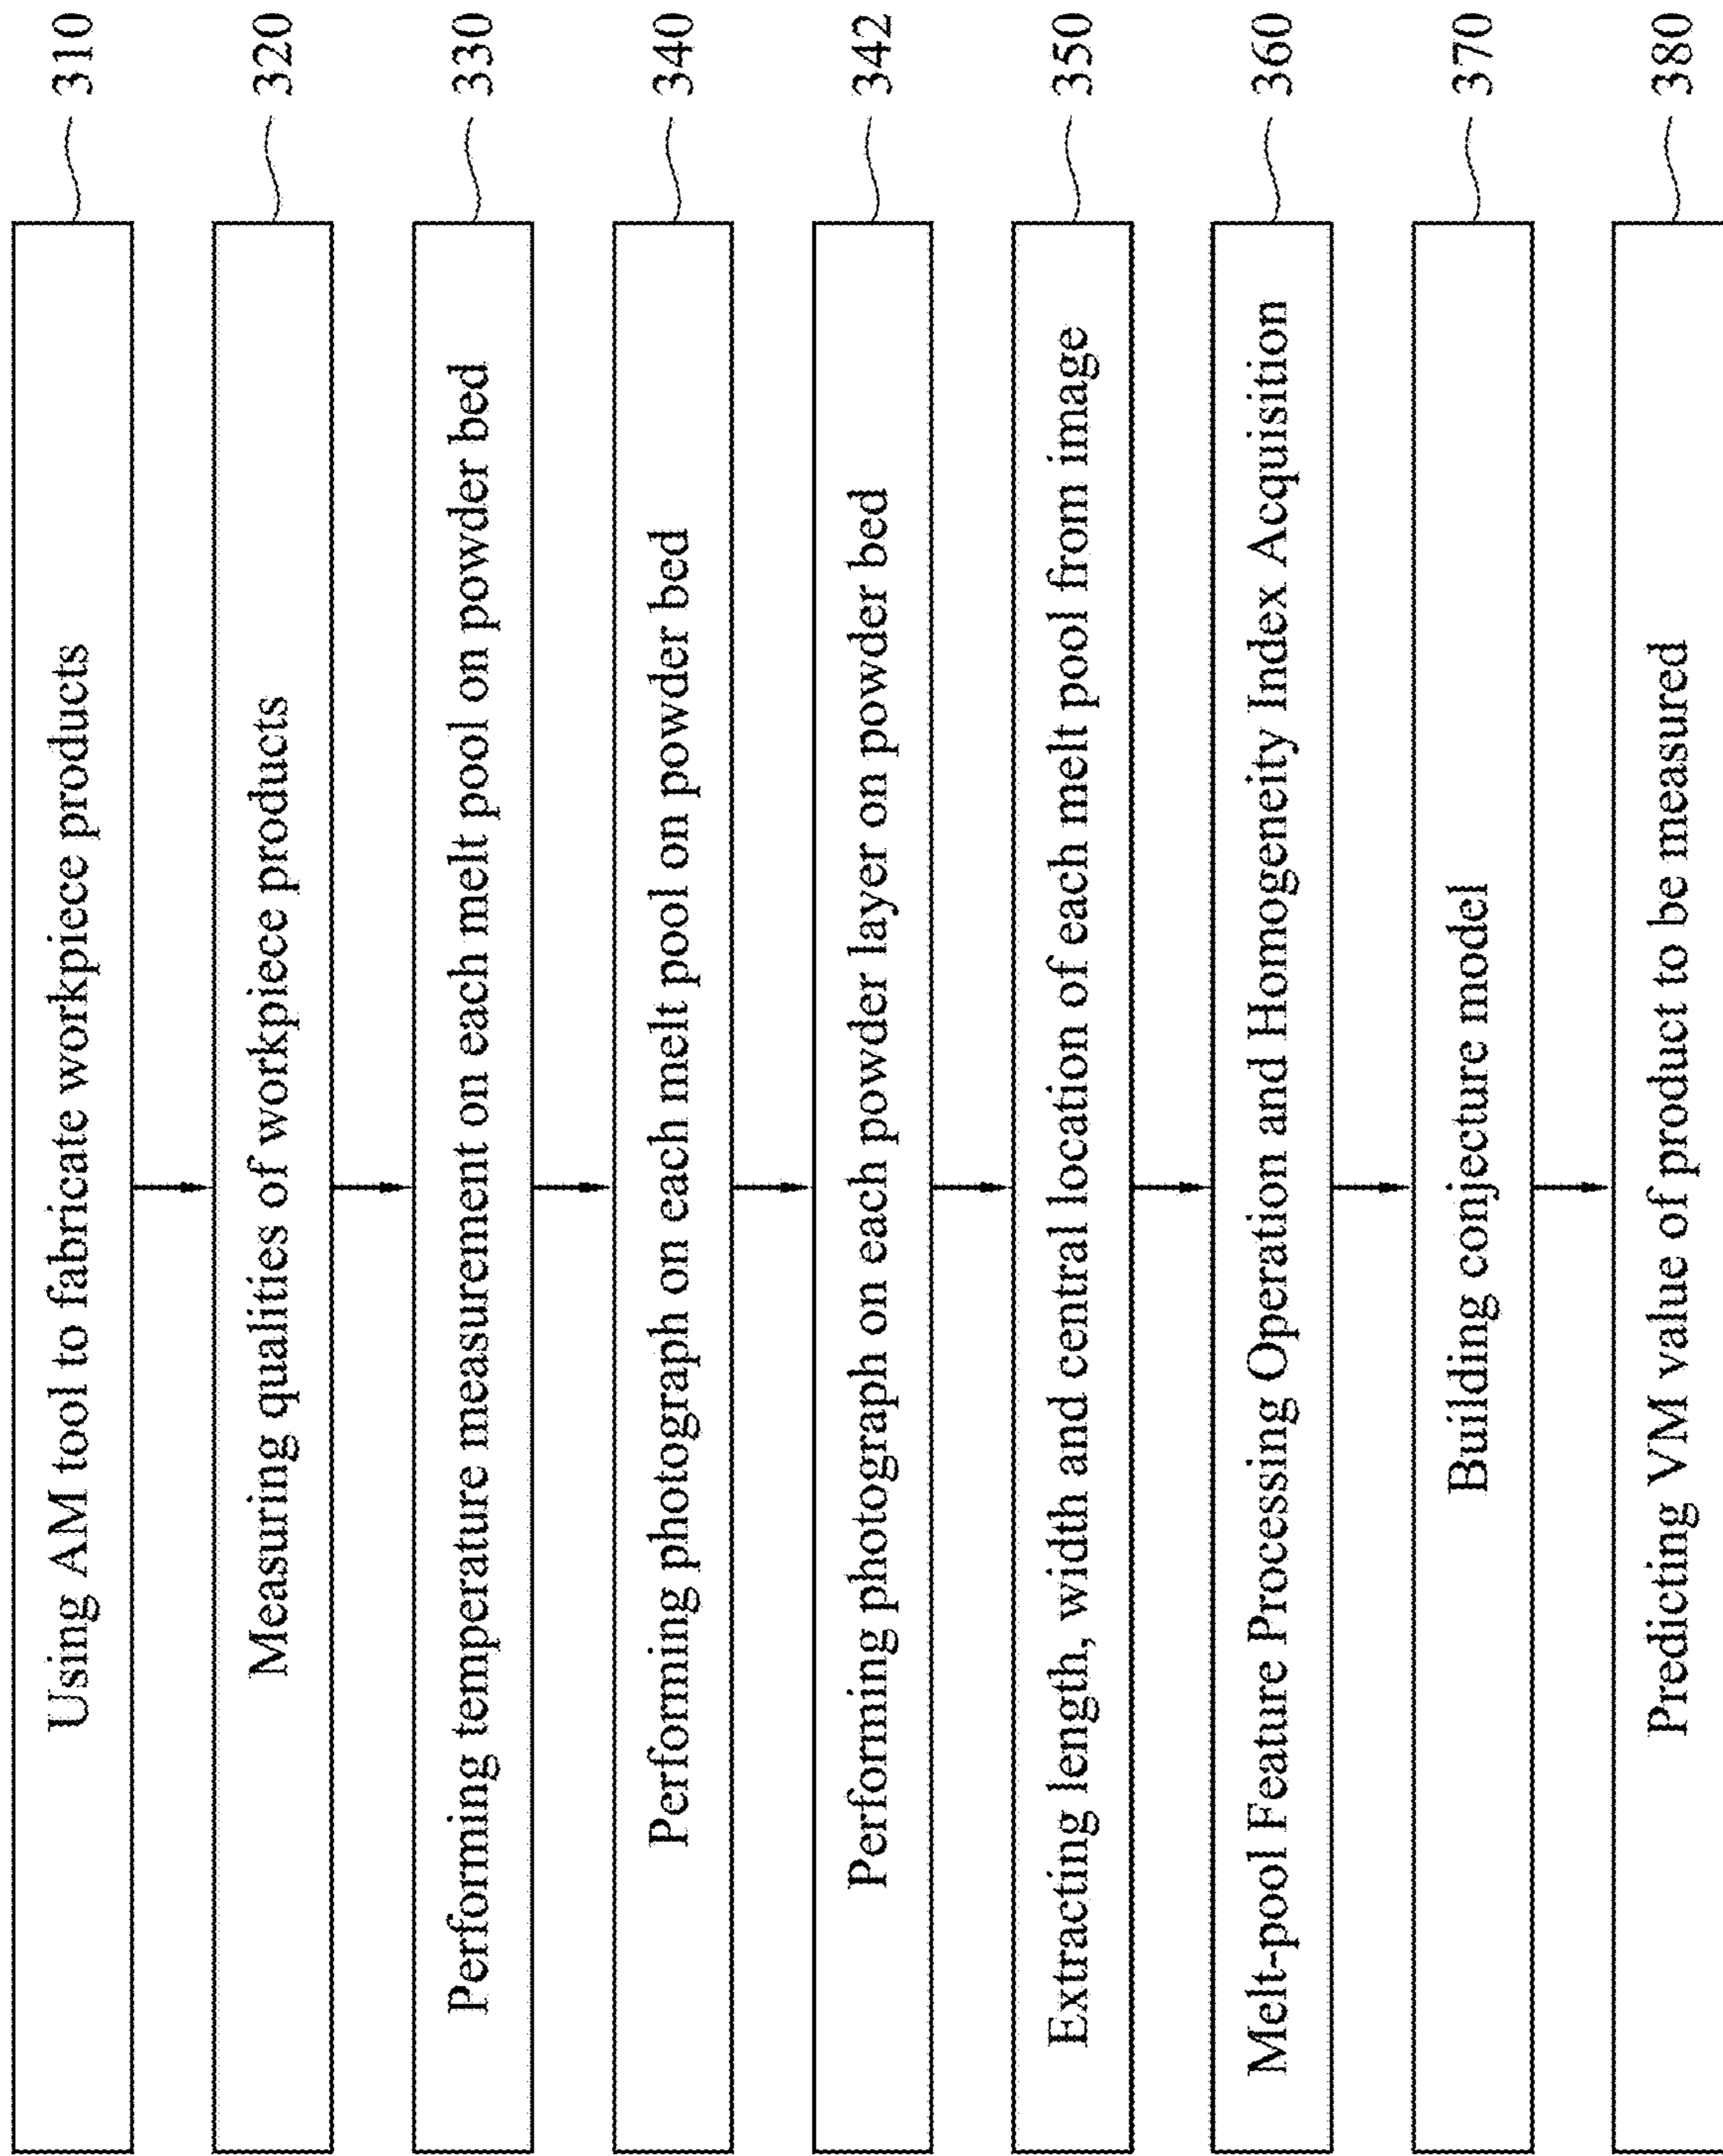 Using AM tool to fabricate workpiece products 310
Measuring qualities of workpiece products 320
Performing temperature measurement on each melt pool on powder bed 330
Performing photograph on each melt pool on powder bed 340
Performing photograph on each powder layer on powder bed 342
Extracting length, width and central location of each melt pool from image 350
Melt-pool Feature Processing Operation and Homogeneity Index Acquisition 360
Building conjecture model 370
Predicting VM value of product to be measured 380